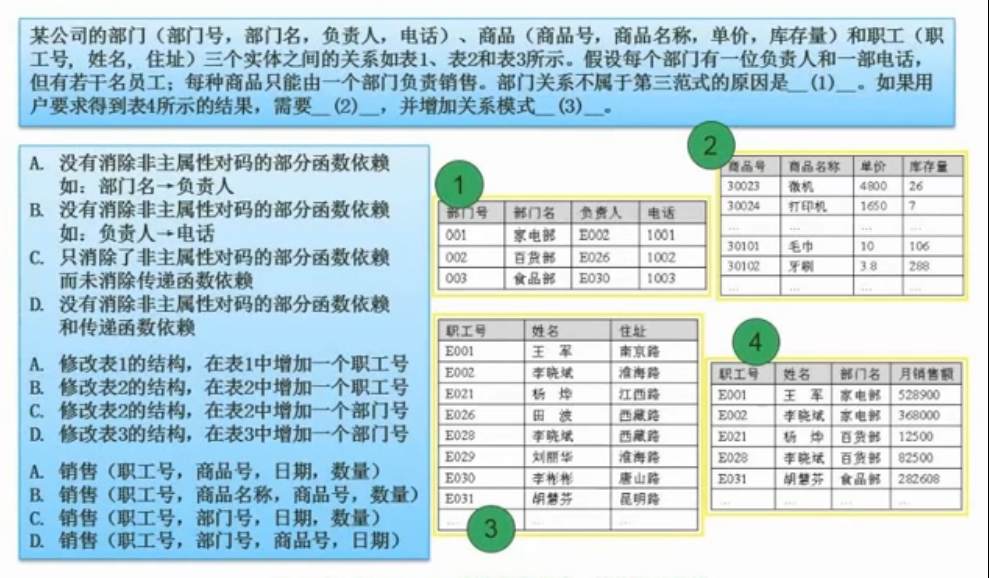 某公司的部门（部门号，部门名，负责人，电话）、商品（商品号，商品名称，单价，库存量）和职工（职
工号，姓名，住址）三个实体之间的关系如表1、表2和表3所示。假设每个部门有一位负责人和一部电话，
但有若干名员工；每种商品只能由一个部门负责销售。部门关系不属于第三范式的原因是__(1)__。如果用
户要求得到表4所示的结果，需要__(2)__，并增加关系模式__(3)__。
A. 没有消除非主属性对码的部分函数依赖
如：部门名→负责人
B. 没有消除非主属性对码的部分函数依赖
如：负责人→电话
C. 只消除了非主属性对码的部分函数依赖
而未消除传递函数依赖
D. 没有消除非主属性对码的部分函数依赖
和传递函数依赖
A. 修改表1的结构，在表1中增加一个职工号
B. 修改表2的结构，在表2中增加一个职工号
C. 修改表2的结构，在表2中增加一个部门号
D. 修改表3的结构，在表3中增加一个部门号
A. 销售（职工号，商品号，日期，数量）
B. 销售（职工号，商品名称，商品号，数量）
C. 销售（职工号，部门号，日期，数量）
D. 销售（职工号，部门号，商品号，日期）
1
部门号 部门名 负责人 电话
001 家电部 E002 1001
002 百货部 E026 1002
003 食品部 E030 1003
2
商品号 商品名称 单价 库存量
30023 微机 4800 26
30024 打印机 1650 7
... ... ... ...
30101 毛巾 10 106
30102 牙刷 3.8 288
... ... ... ...
职工号 姓名 住址
E001 王 军 南京路
E002 李晓斌 淮海路
E021 杨 烨 江西路
E026 田 波 西藏路
E028 李晓斌 西藏路
E029 刘丽华 淮海路
E030 李彬彬 唐山路
E031 胡慧芬 昆明路
... ... ...
3
4
职工号 姓名 部门名 月销售额
E001 王 军 家电部 528900
E002 李晓斌 家电部 368000
E021 杨 烨 百货部 12500
E028 李晓斌 百货部 82500
E031 胡慧芬 食品部 282608
... ... ... ...